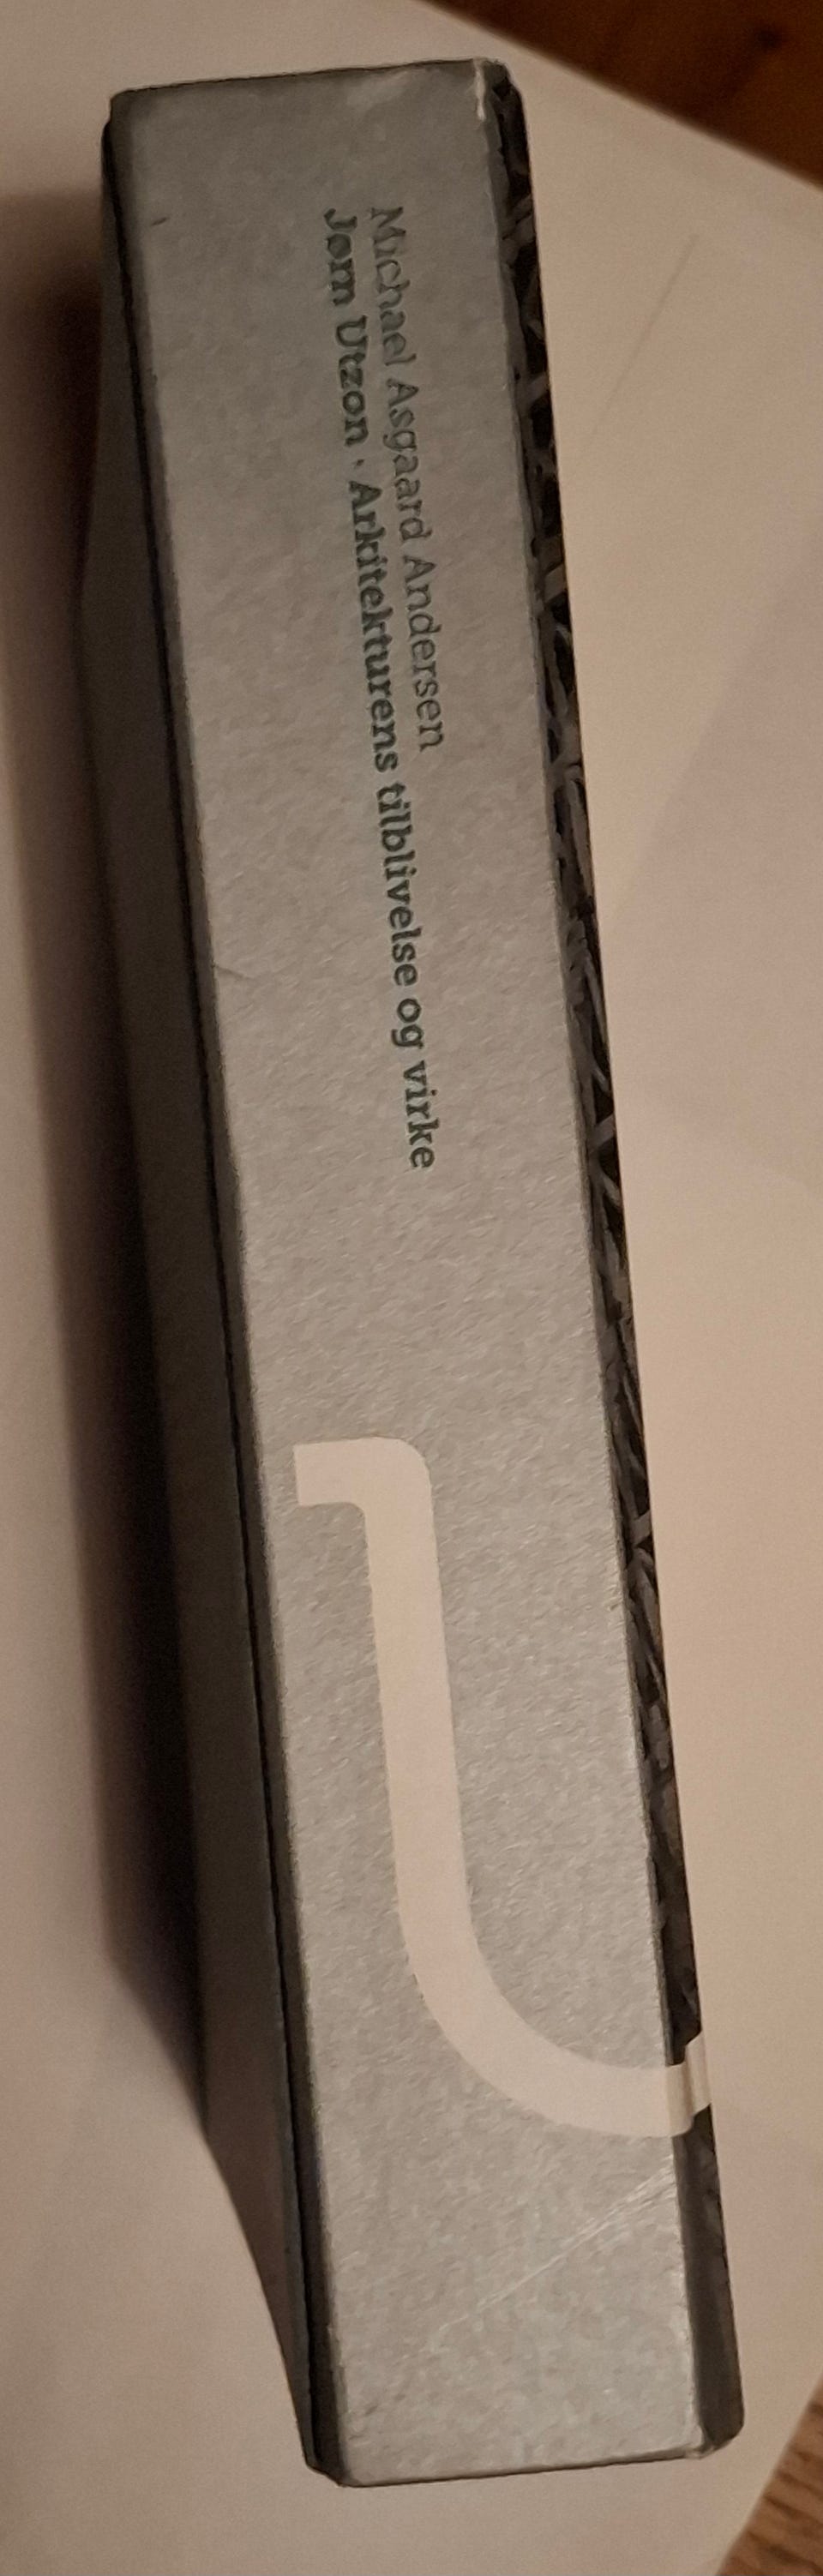 Michael Asgaard Andersen
Jørn Utzon · Arkitekturens tilblivelse og virke